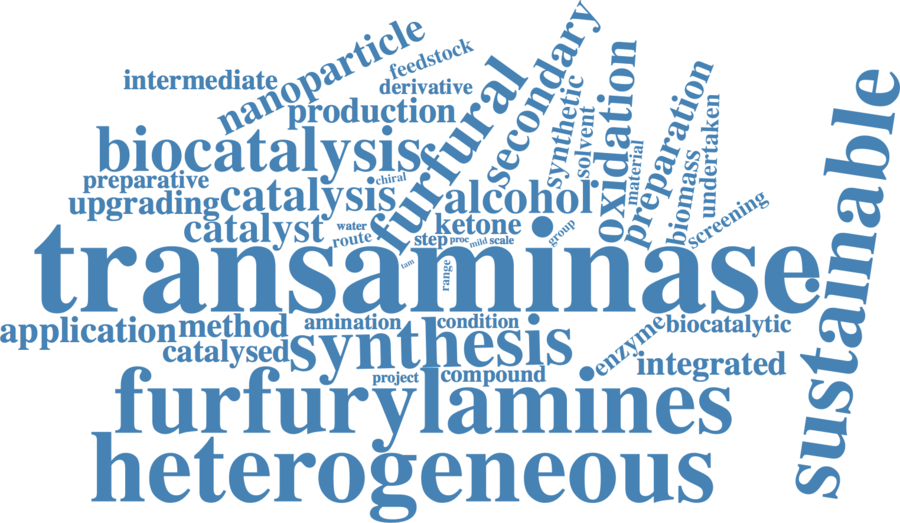 intermediate
nanoparticle
feedstock
derivative
production
furfural
secondary
synthetic
solvent
oxidation
material
preparation
biomass
undertaken
screening
sustainable
biocatalysis
preparative
chiral
upgrading
catalysis
alcohol
catalyst
water
route
ketone
step
proc
mild
scale
group
transaminase
tam
range
application
method
amination
condition
enzyme
biocatalytic
catalysed
synthesis
integrated
project
compound
furfurylamines
heterogeneous